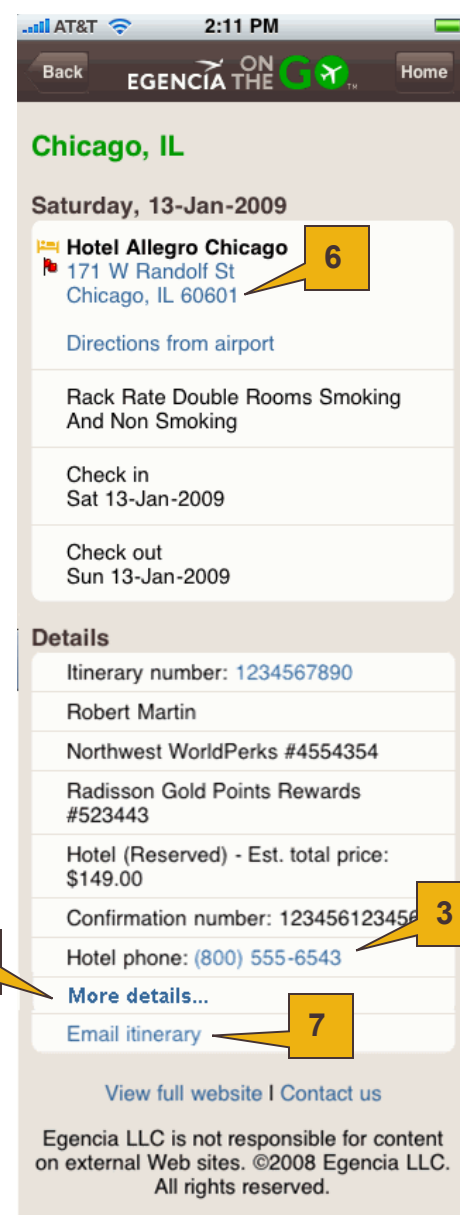 AT&T 2:11 PM
Back EGENCÍA ON THE GO TM Home
Chicago, IL
Saturday, 13-Jan-2009
Hotel Allegro Chicago
171 W Randolf St
Chicago, IL 60601
6
Directions from airport
Rack Rate Double Rooms Smoking
And Non Smoking
Check in
Sat 13-Jan-2009
Check out
Sun 13-Jan-2009
Details
Itinerary number: 1234567890
Robert Martin
Northwest WorldPerks #4554354
Radisson Gold Points Rewards
#523443
Hotel (Reserved) - Est. total price:
$149.00
Confirmation number: 123456123456
3
Hotel phone: (800) 555-6543
More details...
7
Email itinerary
View full website | Contact us
Egencia LLC is not responsible for content
on external Web sites. ©2008 Egencia LLC.
All rights reserved.